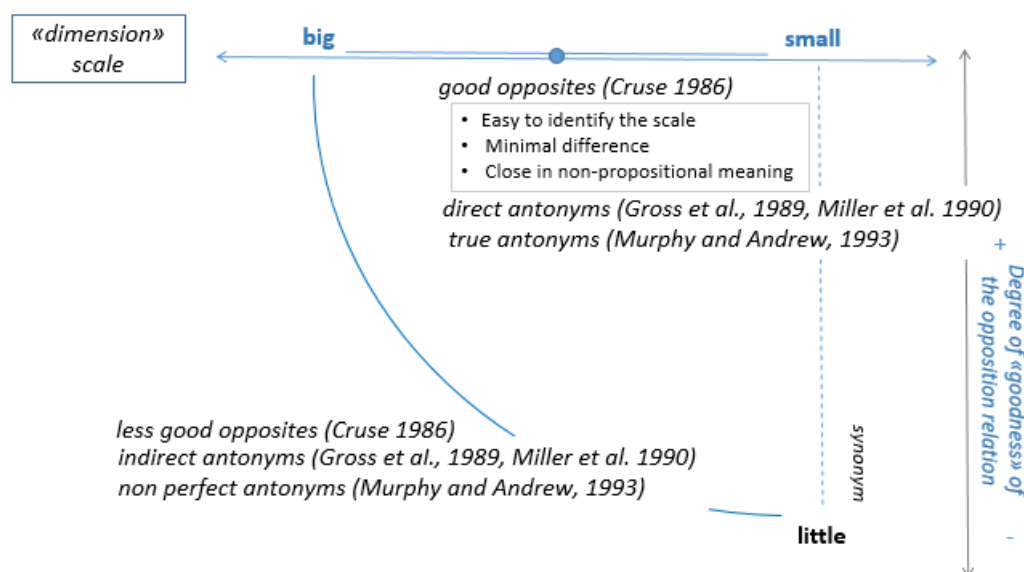 «dimension»
scale
big
small
good opposites (Cruse 1986)
• Easy to identify the scale
• Minimal difference
• Close in non-propositional meaning
direct antonyms (Gross et al., 1989, Miller et al. 1990)
true antonyms (Murphy and Andrew, 1993)
+
Degree of «goodness» of
the opposition relation
-
less good opposites (Cruse 1986)
indirect antonyms (Gross et al., 1989, Miller et al. 1990)
non perfect antonyms (Murphy and Andrew, 1993)
synonym
little